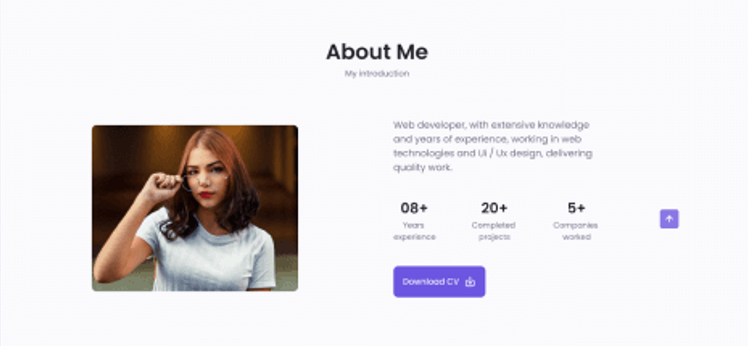 About Me
My introduction
Web developer, with extensive knowledge
and years of experience, working in web
technologies and Ui / Ux design, delivering
quality work.
08+ 20+ 5+
Years Completed Companies
experience projects worked
Download CV